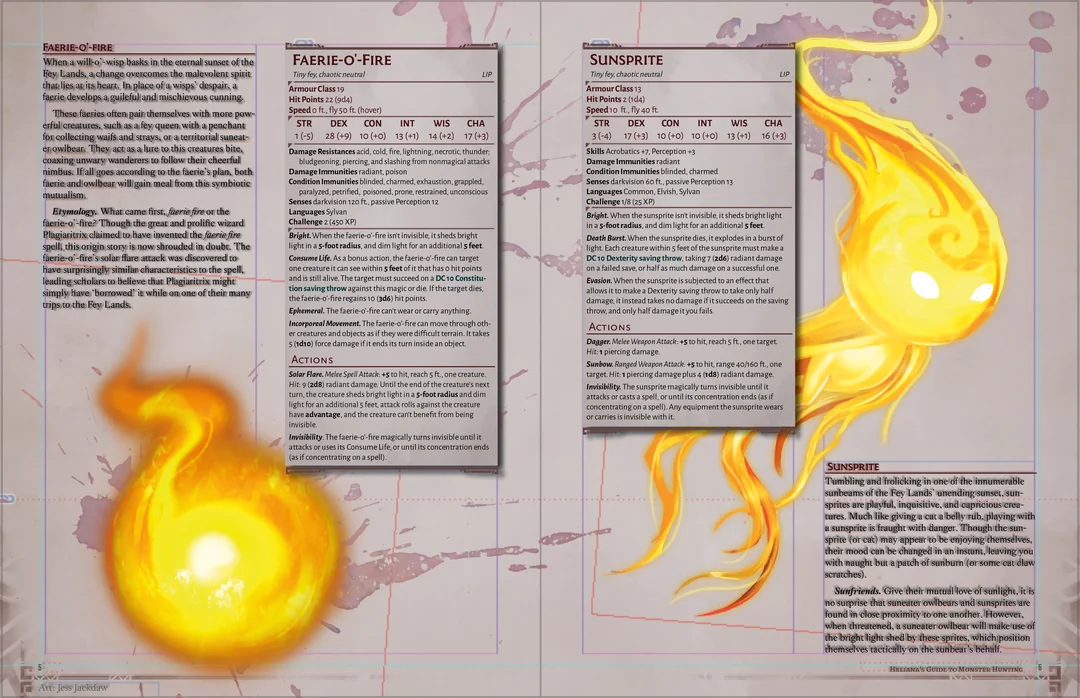 Faerie-o'-fire
When a will-o'-wisp basks in the eternal sunset of the
Fey Lands, a change overcomes the malevolent spirit
that lies at its heart. In place of a wisps' despair, a
faerie develops a guileful and mischievous cunning.
These faeries often pair themselves with more pow-
erful creatures, such as a fey queen with a penchant
for collecting waifs and strays, or a territorial suneat-
er owlbear. They act as a lure to this creatures bite,
coaxing unwary wanderers to follow their cheerful
nimbus. If all goes according to the faerie's plan, both
faerie and owlbear will gain meal from this symbiotic
mutualism.
Etymology. What came first, faerie fire or the
faerie-o'-fire? Though the great and prolific wizard
Plagiaritrix claimed to have invented the faerie fire
spell, this origin story is now shrouded in doubt. The
faerie-o'-fire's solar flare attack was discovered to
have surprisingly similar characteristics to the spell,
leading scholars to believe that Plagiaritrix might
simply have 'borrowed' it while on one of their many
trips to the Fey Lands.
Faerie-o'-Fire
Tiny fey, chaotic neutral LIP
Armour Class 19
Hit Points 22 (9d4)
Speed 0 ft., fly 50 ft. (hover)
STR DEX CON INT WIS CHA
1 (-5) 28 (+9) 10 (+0) 13 (+1) 14 (+2) 17 (+3)
Damage Resistances acid, cold, fire, lightning, necrotic, thunder;
bludgeoning, piercing, and slashing from nonmagical attacks
Damage Immunities radiant, poison
Condition Immunities blinded, charmed, exhaustion, grappled,
paralyzed, petrified, poisoned, prone, restrained, unconscious
Senses darkvision 120 ft., passive Perception 12
Languages Sylvan
Challenge 2 (450 XP)
Bright. When the faerie-o'-fire isn't invisible, it sheds bright
light in a 5-foot radius, and dim light for an additional 5 feet.
Consume Life. As a bonus action, the faerie-o'-fire can target
one creature it can see within 5 feet of it that has 0 hit points
and is still alive. The target must succeed on a DC 10 Constitu-
tion saving throw against this magic or die. If the target dies,
the faerie-o'-fire regains 10 (3d6) hit points.
Ephemeral. The faerie-o'-fire can't wear or carry anything.
Incorporeal Movement. The faerie-o'-fire can move through oth-
er creatures and objects as if they were difficult terrain. It takes
5 (1d10) force damage if it ends its turn inside an object.
Actions
Solar Flare. Melee Spell Attack: +5 to hit, reach 5 ft., one creature.
Hit: 9 (2d8) radiant damage. Until the end of the creature's next
turn, the creature sheds bright light in a 5-foot radius and dim
light for an additional 5 feet, attack rolls against the creature
have advantage, and the creature can't benefit from being
invisible.
Invisibility. The faerie-o'-fire magically turns invisible until it
attacks or uses its Consume Life, or until its concentration ends
(as if concentrating on a spell).
Art: Jess Jackdaw
5
Sunsprite
Tiny fey, chaotic neutral LIP
Armour Class 13
Hit Points 2 (1d4)
Speed 10 ft., fly 40 ft.
STR DEX CON INT WIS CHA
3 (-4) 17 (+3) 10 (+0) 10 (+0) 13 (+1) 16 (+3)
Skills Acrobatics +7, Perception +3
Damage Immunities radiant
Condition Immunities blinded, charmed
Senses darkvision 60 ft., passive Perception 13
Languages Common, Elvish, Sylvan
Challenge 1/8 (25 XP)
Bright. When the sunsprite isn't invisible, it sheds bright light
in a 5-foot radius, and dim light for an additional 5 feet.
Death Burst. When the sunsprite dies, it explodes in a burst of
light. Each creature within 5 feet of the sunsprite must make a
DC 10 Dexterity saving throw, taking 7 (2d6) radiant damage
on a failed save, or half as much damage on a successful one.
Evasion. When the sunsprite is subjected to an effect that
allows it to make a Dexterity saving throw to take only half
damage, it instead takes no damage if it succeeds on the saving
throw, and only half damage it you fails.
Actions
Dagger. Melee Weapon Attack: +5 to hit, reach 5 ft., one target.
Hit: 1 piercing damage.
Sunbow. Ranged Weapon Attack: +5 to hit, range 40/160 ft., one
target. Hit: 1 piercing damage plus 4 (1d8) radiant damage.
Invisibility. The sunsprite magically turns invisible until it
attacks or casts a spell, or until its concentration ends (as if
concentrating on a spell). Any equipment the sunsprite wears
or carries is invisible with it.
Sunsprite
Tumbling and frolicking in one of the innumerable
sunbeams of the Fey Lands' unending sunset, sun-
sprites are playful, inquisitive, and capricious crea-
tures. Much like giving a cat a belly rub, playing with
a sunsprite is fraught with danger. Though the sun-
sprite (or cat) may appear to be enjoying themselves,
their mood can be changed in an instant, leaving you
with naught but a patch of sunburn (or some cat claw
scratches).
Sunfriends. Give their mutual love of sunlight, it is
no surprise that suneater owlbears and sunsprites are
found in close proximity to one another. However,
when threatened, a suneater owlbear will make use of
the bright light shed by these sprites, which position
themselves tactically on the sunbear's behalf.
Heliana's Guide to Monster Hunting 6